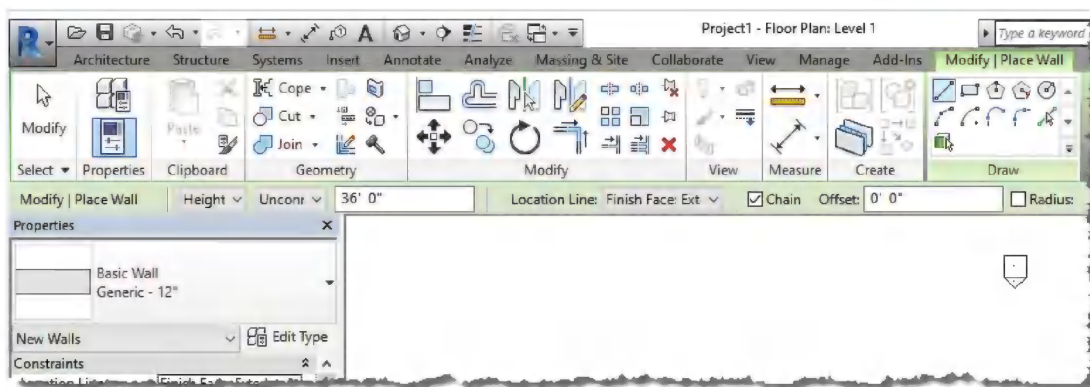 R Project1 - Floor Plan: Level 1 Type a keyword
Architecture Structure Systems Insert Annotate Analyze Massing & Site Collaborate View Manage Add-Ins Modify | Place Wall
Cope
Modify Paste Cut
Join
Select Properties Clipboard Geometry Modify View Measure Create Draw
Modify | Place Wall Height Unconr 36' 0" Location Line: Finish Face: Ext Chain Offset: 0' 0" Radius:
Properties
Basic Wall
Generic - 12"
New Walls Edit Type
Constraints